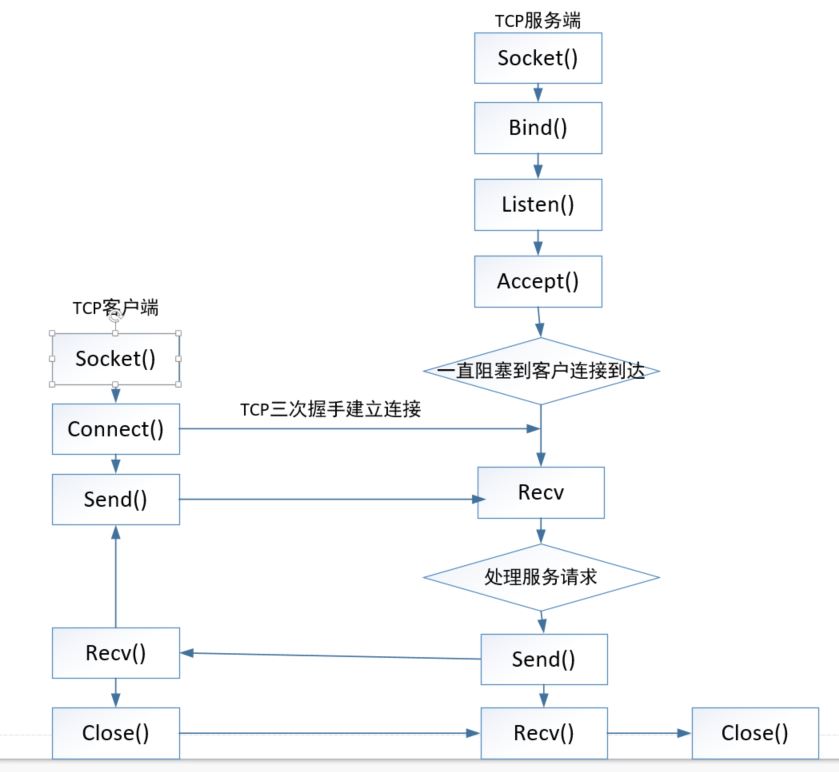 TCP服务端
Socket()
Bind()
Listen()
Accept()
一直阻塞到客户连接到达
TCP客户端
Socket()
Connect()
TCP三次握手建立连接
Send()
Recv
处理服务请求
Recv()
Send()
Close()
Recv()
Close()